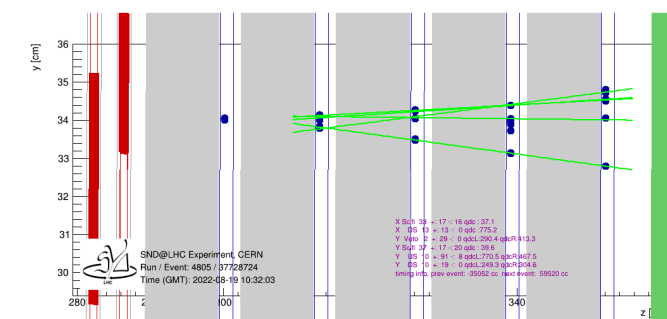 y [cm]
36
35
34
33
32
31
30
280
300
340
z [
SND@LHC Experiment, CERN
Run / Event: 4805 / 37728724
Time (GMT): 2022-08-19 10:32:03
LHC
X Scifi 38 +: 17 -: 16 qdc : 37.1
X DS 13 +: 13 -: 0 qdc :775.2
Y Veto 2 +: 29 -: 0 qdcL:290.4 qdcR:413.3
Y Scifi 37 +: 17 -: 20 qdc : 39.6
Y US 0 +: 91 -: 8 qdcL:770.5 qdcR:467.5
Y DS 0 +: 19 -: 0 qdcL:249.3 qdcR:304.6
timing info, prev event: -35052 cc next event: 59520 cc